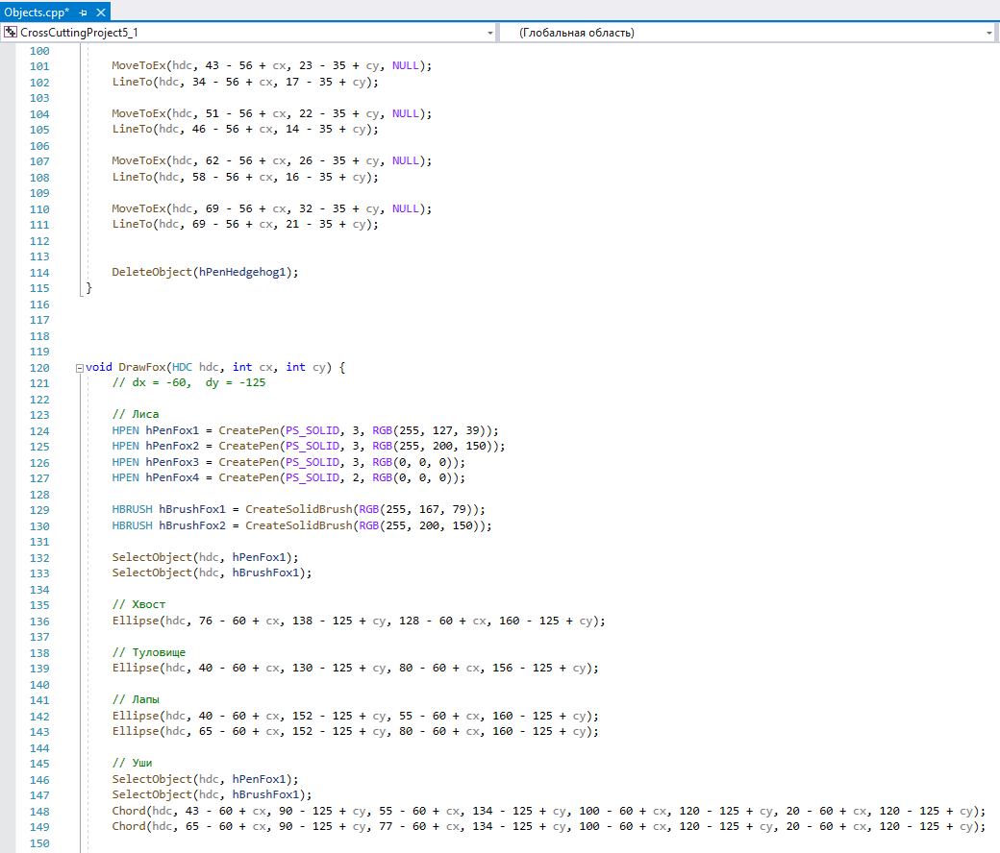 Objects.cpp*
CrossCuttingProject5_1 (Глобальная область)
100
101 MoveToEx(hdc, 43 - 56 + cx, 23 - 35 + cy, NULL);
102 LineTo(hdc, 34 - 56 + cx, 17 - 35 + cy);
103
104 MoveToEx(hdc, 51 - 56 + cx, 22 - 35 + cy, NULL);
105 LineTo(hdc, 46 - 56 + cx, 14 - 35 + cy);
106
107 MoveToEx(hdc, 62 - 56 + cx, 26 - 35 + cy, NULL);
108 LineTo(hdc, 58 - 56 + cx, 16 - 35 + cy);
109
110 MoveToEx(hdc, 69 - 56 + cx, 32 - 35 + cy, NULL);
111 LineTo(hdc, 69 - 56 + cx, 21 - 35 + cy);
112
113
114 DeleteObject(hPenHedgehog1);
115 }
116
117
118
119
120 void DrawFox(HDC hdc, int cx, int cy) {
121 // dx = -60,  dy = -125
122
123 // Лиса
124 HPEN hPenFox1 = CreatePen(PS_SOLID, 3, RGB(255, 127, 39));
125 HPEN hPenFox2 = CreatePen(PS_SOLID, 3, RGB(255, 200, 150));
126 HPEN hPenFox3 = CreatePen(PS_SOLID, 3, RGB(0, 0, 0));
127 HPEN hPenFox4 = CreatePen(PS_SOLID, 2, RGB(0, 0, 0));
128
129 HBRUSH hBrushFox1 = CreateSolidBrush(RGB(255, 167, 79));
130 HBRUSH hBrushFox2 = CreateSolidBrush(RGB(255, 200, 150));
131
132 SelectObject(hdc, hPenFox1);
133 SelectObject(hdc, hBrushFox1);
134
135 // Хвост
136 Ellipse(hdc, 76 - 60 + cx, 138 - 125 + cy, 128 - 60 + cx, 160 - 125 + cy);
137
138 // Туловище
139 Ellipse(hdc, 40 - 60 + cx, 130 - 125 + cy, 80 - 60 + cx, 156 - 125 + cy);
140
141 // Лапы
142 Ellipse(hdc, 40 - 60 + cx, 152 - 125 + cy, 55 - 60 + cx, 160 - 125 + cy);
143 Ellipse(hdc, 65 - 60 + cx, 152 - 125 + cy, 80 - 60 + cx, 160 - 125 + cy);
144
145 // Уши
146 SelectObject(hdc, hPenFox1);
147 SelectObject(hdc, hBrushFox1);
148 Chord(hdc, 43 - 60 + cx, 90 - 125 + cy, 55 - 60 + cx, 134 - 125 + cy, 100 - 60 + cx, 120 - 125 + cy, 20 - 60 + cx, 120 - 125 + cy);
149 Chord(hdc, 65 - 60 + cx, 90 - 125 + cy, 77 - 60 + cx, 134 - 125 + cy, 100 - 60 + cx, 120 - 125 + cy, 20 - 60 + cx, 120 - 125 + cy);
150